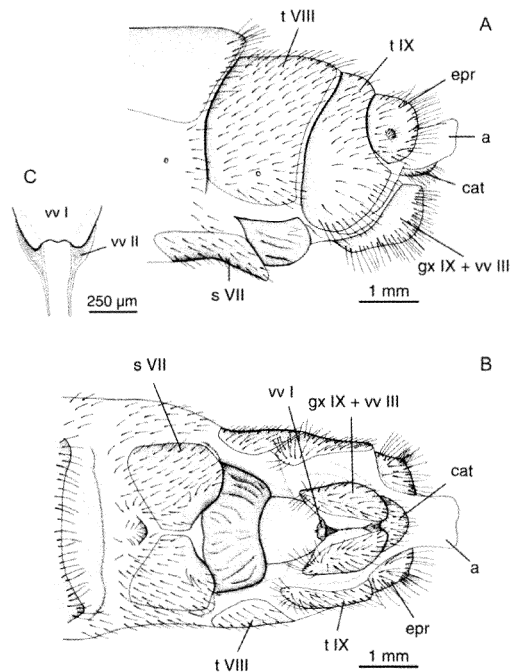 A
t VIII
t IX
epr
a
cat
gx IX + vv III
1 mm
s VII
C
vv I
vv II
250 µm
B
s VII
vv I
gx IX + vv III
cat
a
epr
t IX
t VIII
1 mm